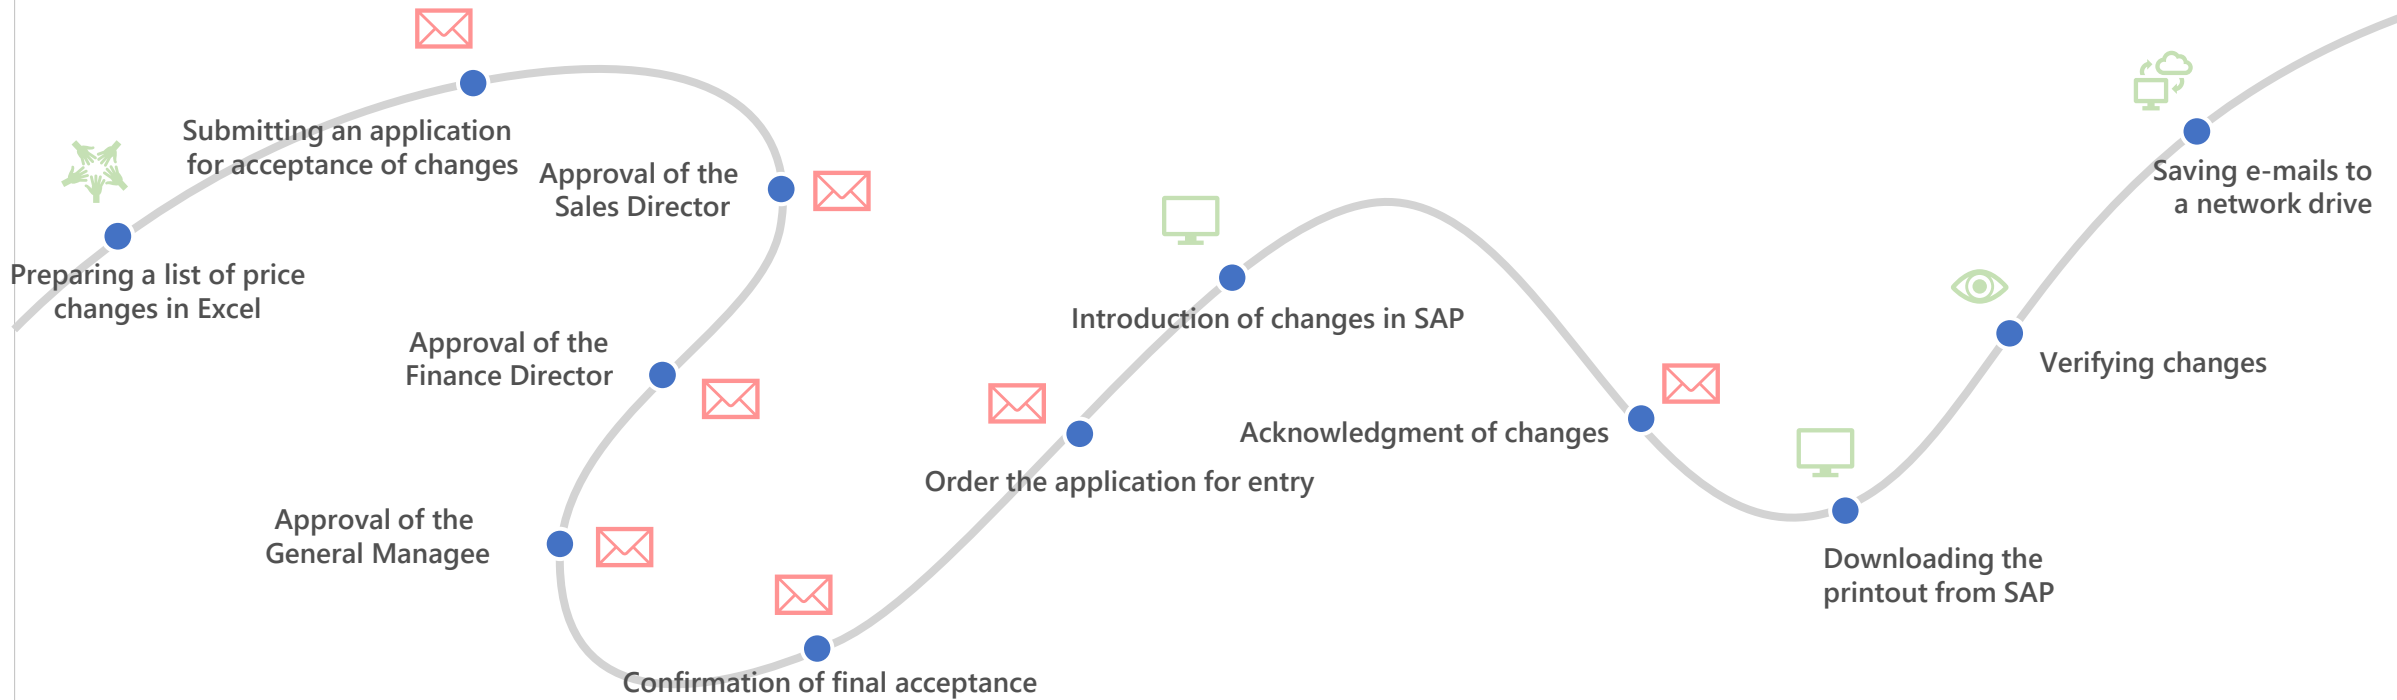 Submitting an application
for acceptance of changes
Preparing a list of price
changes in Excel
Approval of the
Sales Director
Approval of the
Finance Director
Approval of the
General Managee
Confirmation of final acceptance
Order the application for entry
Introduction of changes in SAP
Acknowledgment of changes
Downloading the
printout from SAP
Verifying changes
Saving e-mails to
a network drive